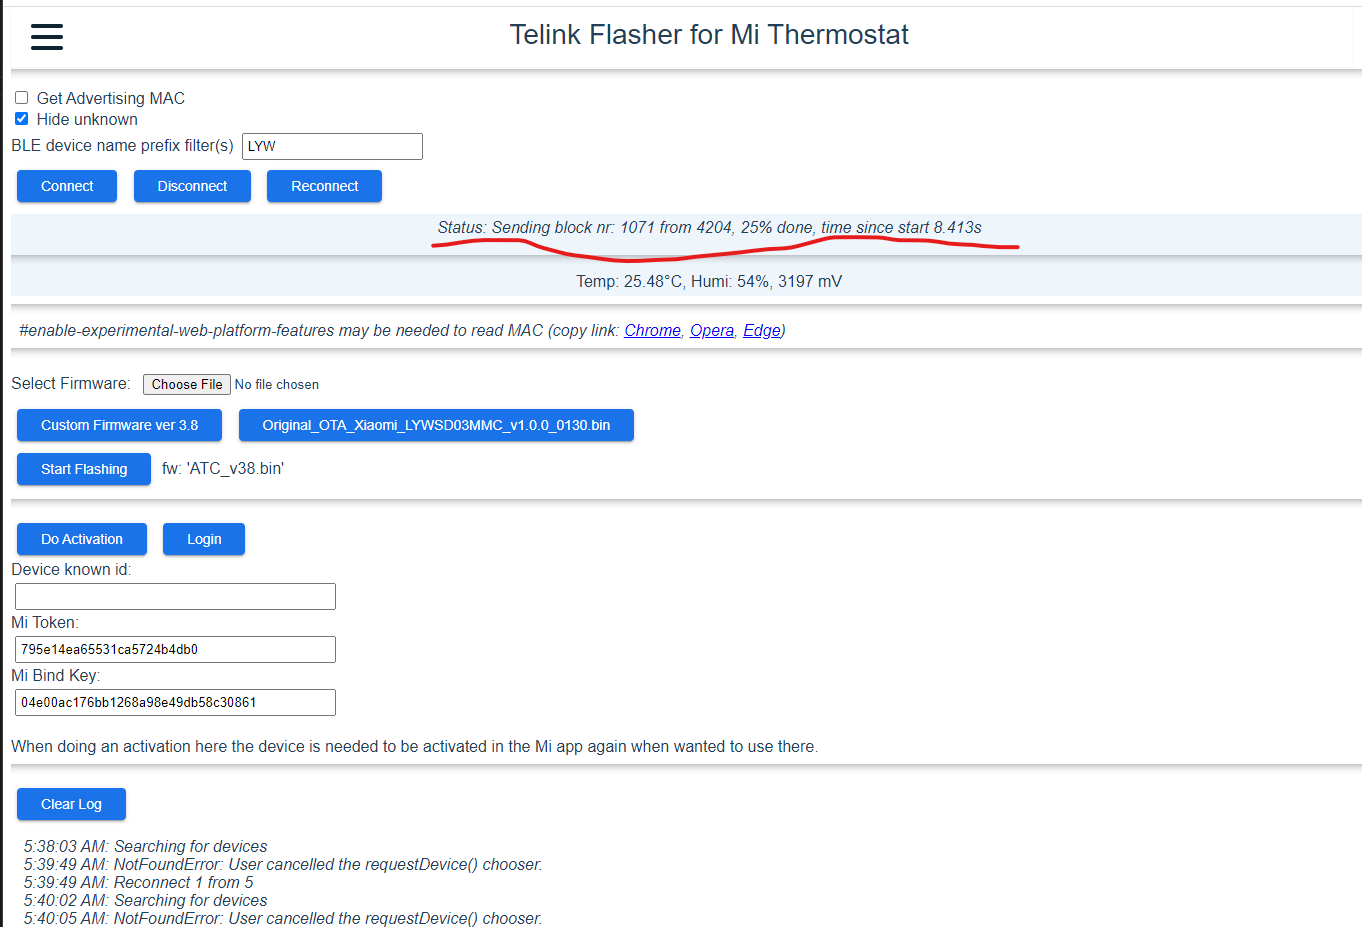 Telink Flasher for Mi Thermostat
Get Advertising MAC
Hide unknown
BLE device name prefix filter(s) LYW
Connect Disconnect Reconnect
Status: Sending block nr: 1071 from 4204, 25% done, time since start 8.413s
Temp: 25.48°C, Humi: 54%, 3197 mV
#enable-experimental-web-platform-features may be needed to read MAC (copy link: Chrome, Opera, Edge)
Select Firmware: Choose File No file chosen
Custom Firmware ver 3.8 Original_OTA_Xiaomi_LYWSD03MMC_v1.0.0_0130.bin
Start Flashing fw: 'ATC_v38.bin'
Do Activation Login
Device known id:
Mi Token:
795e14ea65531ca5724b4db0
Mi Bind Key:
04e00ac176bb1268a98e49db58c30861
When doing an activation here the device is needed to be activated in the Mi app again when wanted to use there.
Clear Log
5:38:03 AM: Searching for devices
5:39:49 AM: NotFoundError: User cancelled the requestDevice() chooser.
5:39:49 AM: Reconnect 1 from 5
5:40:02 AM: Searching for devices
5:40:05 AM: NotFoundError: User cancelled the requestDevice() chooser.